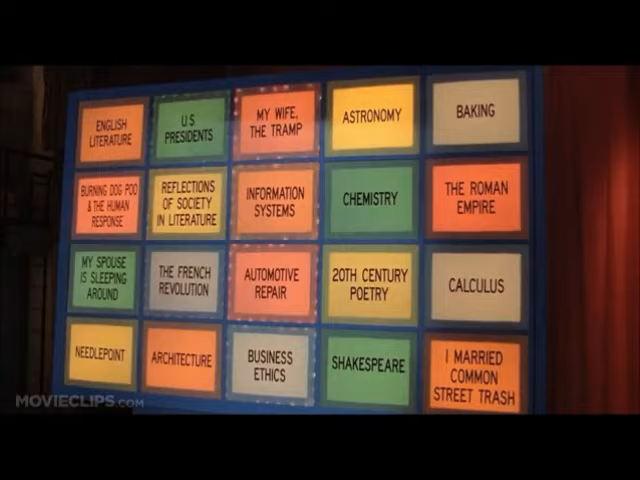 ENGLISH
LITERATURE
U.S
PRESIDENTS
MY WIFE,
THE TRAMP
ASTRONOMY
BAKING
BURNING DOG POO
& THE HUMAN
RESPONSE
REFLECTIONS
OF SOCIETY
IN LITERATURE
INFORMATION
SYSTEMS
CHEMISTRY
THE ROMAN
EMPIRE
MY SPOUSE
IS SLEEPING
AROUND
THE FRENCH
REVOLUTION
AUTOMOTIVE
REPAIR
20TH CENTURY
POETRY
CALCULUS
NEEDLEPOINT
ARCHITECTURE
BUSINESS
ETHICS
SHAKESPEARE
I MARRIED
COMMON
STREET TRASH
MOVIECLIPS.COM